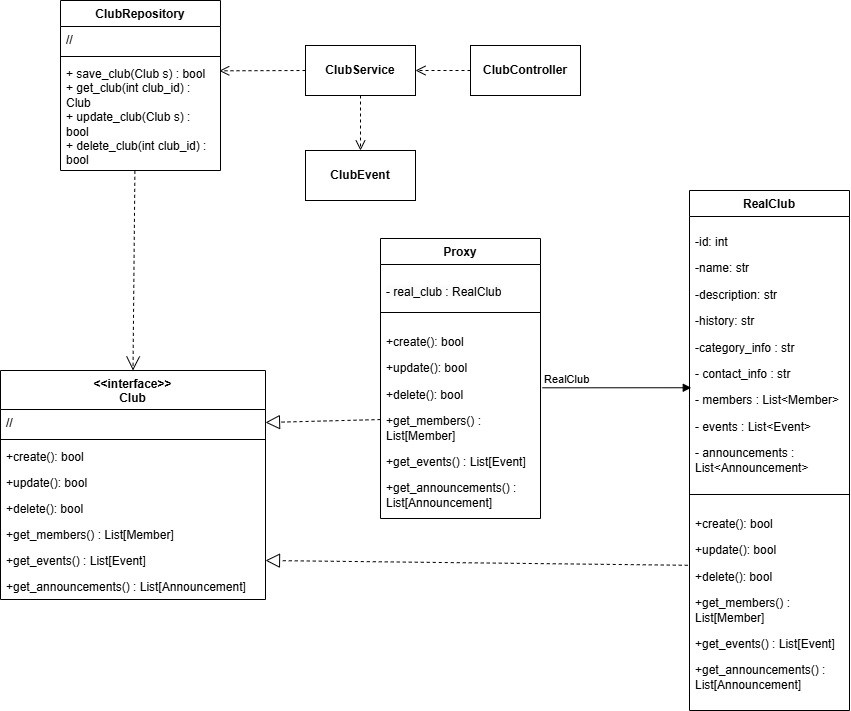 ClubRepository
//
+ save_club(Club s) : bool
+ get_club(int club_id) :
Club
+ update_club(Club s) :
bool
+ delete_club(int club_id) :
bool
ClubService
ClubController
ClubEvent
RealClub
-id: int
-name: str
-description: str
-history: str
-category_info : str
- contact_info : str
- members : List<Member>
- events : List<Event>
- announcements :
List<Announcement>
+create(): bool
+update(): bool
+delete(): bool
+get_members() :
List[Member]
+get_events() : List[Event]
+get_announcements() :
List[Announcement]
Proxy
- real_club : RealClub
+create(): bool
+update(): bool
+delete(): bool
+get_members() :
List[Member]
+get_events() : List[Event]
+get_announcements() :
List[Announcement]
RealClub
<<interface>>
Club
//
+create(): bool
+update(): bool
+delete(): bool
+get_members() : List[Member]
+get_events() : List[Event]
+get_announcements() : List[Announcement]